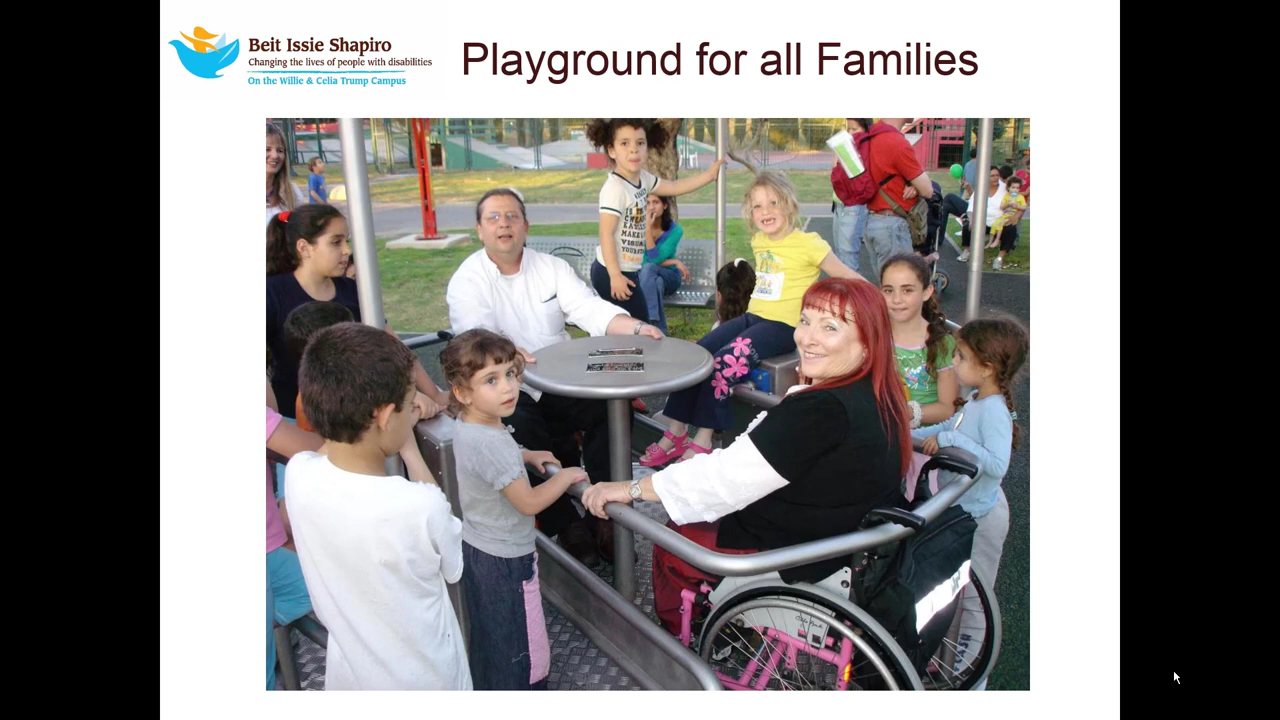 Beit Issie Shapiro
Changing the lives of people with disabilities
On the Willie & Celia Trump Campus
Playground for all Families